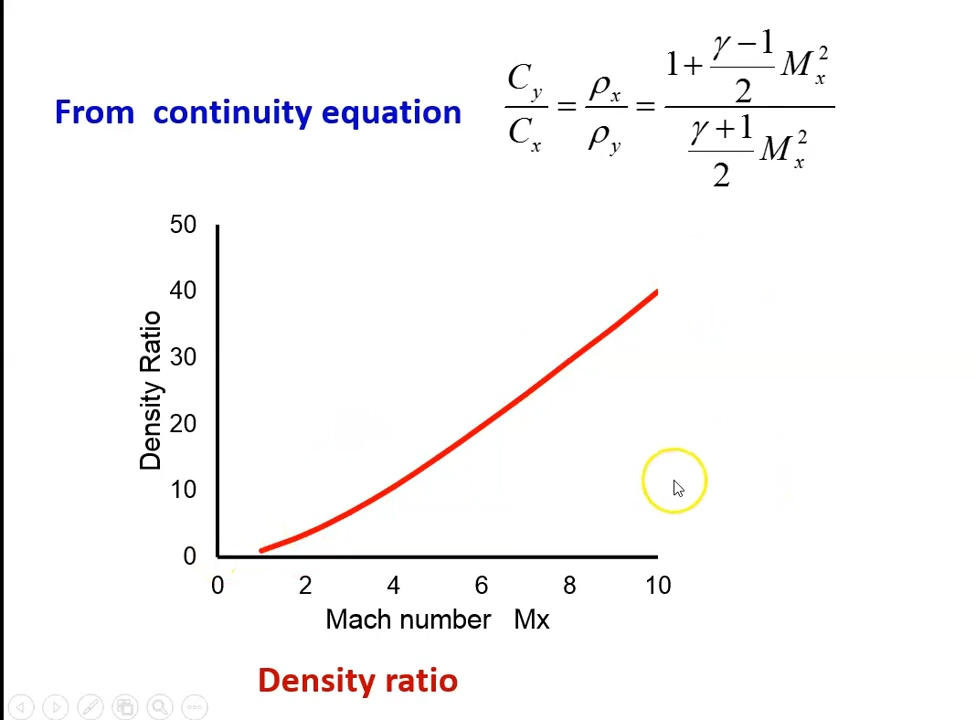 From continuity equation
C_y/C_x = ρ_x/ρ_y = (1+ (γ−1)/2 M_x^2)/((γ+1)/2 M_x^2)
50
40
30
20
10
0
Density Ratio
0 2 4 6 8 10
Mach number Mx
Density ratio